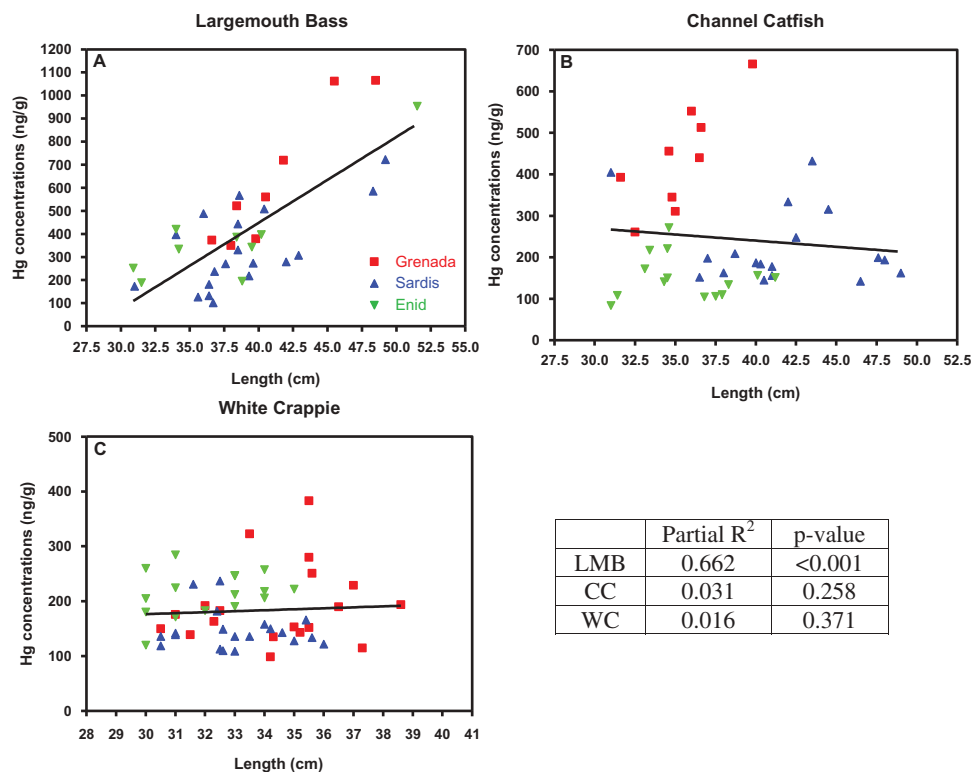 Largemouth Bass
A
Hg concentrations (ng/g)
1200
1100
1000
900
800
700
600
500
400
300
200
100
0
Grenada
Sardis
Enid
27.5 30.0 32.5 35.0 37.5 40.0 42.5 45.0 47.5 50.0 52.5 55.0
Length (cm)
Channel Catfish
B
Hg concentrations (ng/g)
700
600
500
400
300
200
100
0
27.5 30.0 32.5 35.0 37.5 40.0 42.5 45.0 47.5 50.0 52.5
Length (cm)
White Crappie
C
Hg concentrations (ng/g)
500
400
300
200
100
0
28 29 30 31 32 33 34 35 36 37 38 39 40 41
Length (cm)
Partial R² p-value
LMB 0.662 <0.001
CC 0.031 0.258
WC 0.016 0.371